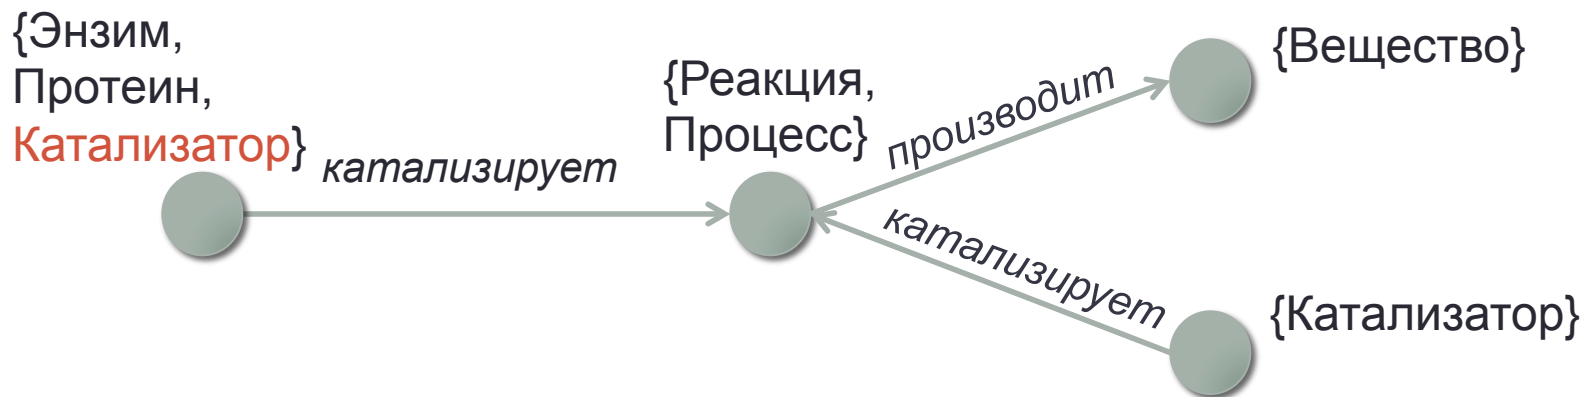 {Энзим,
Протеин,
Катализатор}
катализирует
{Реакция,
Процесс}
производит
{Вещество}
катализирует
{Катализатор}